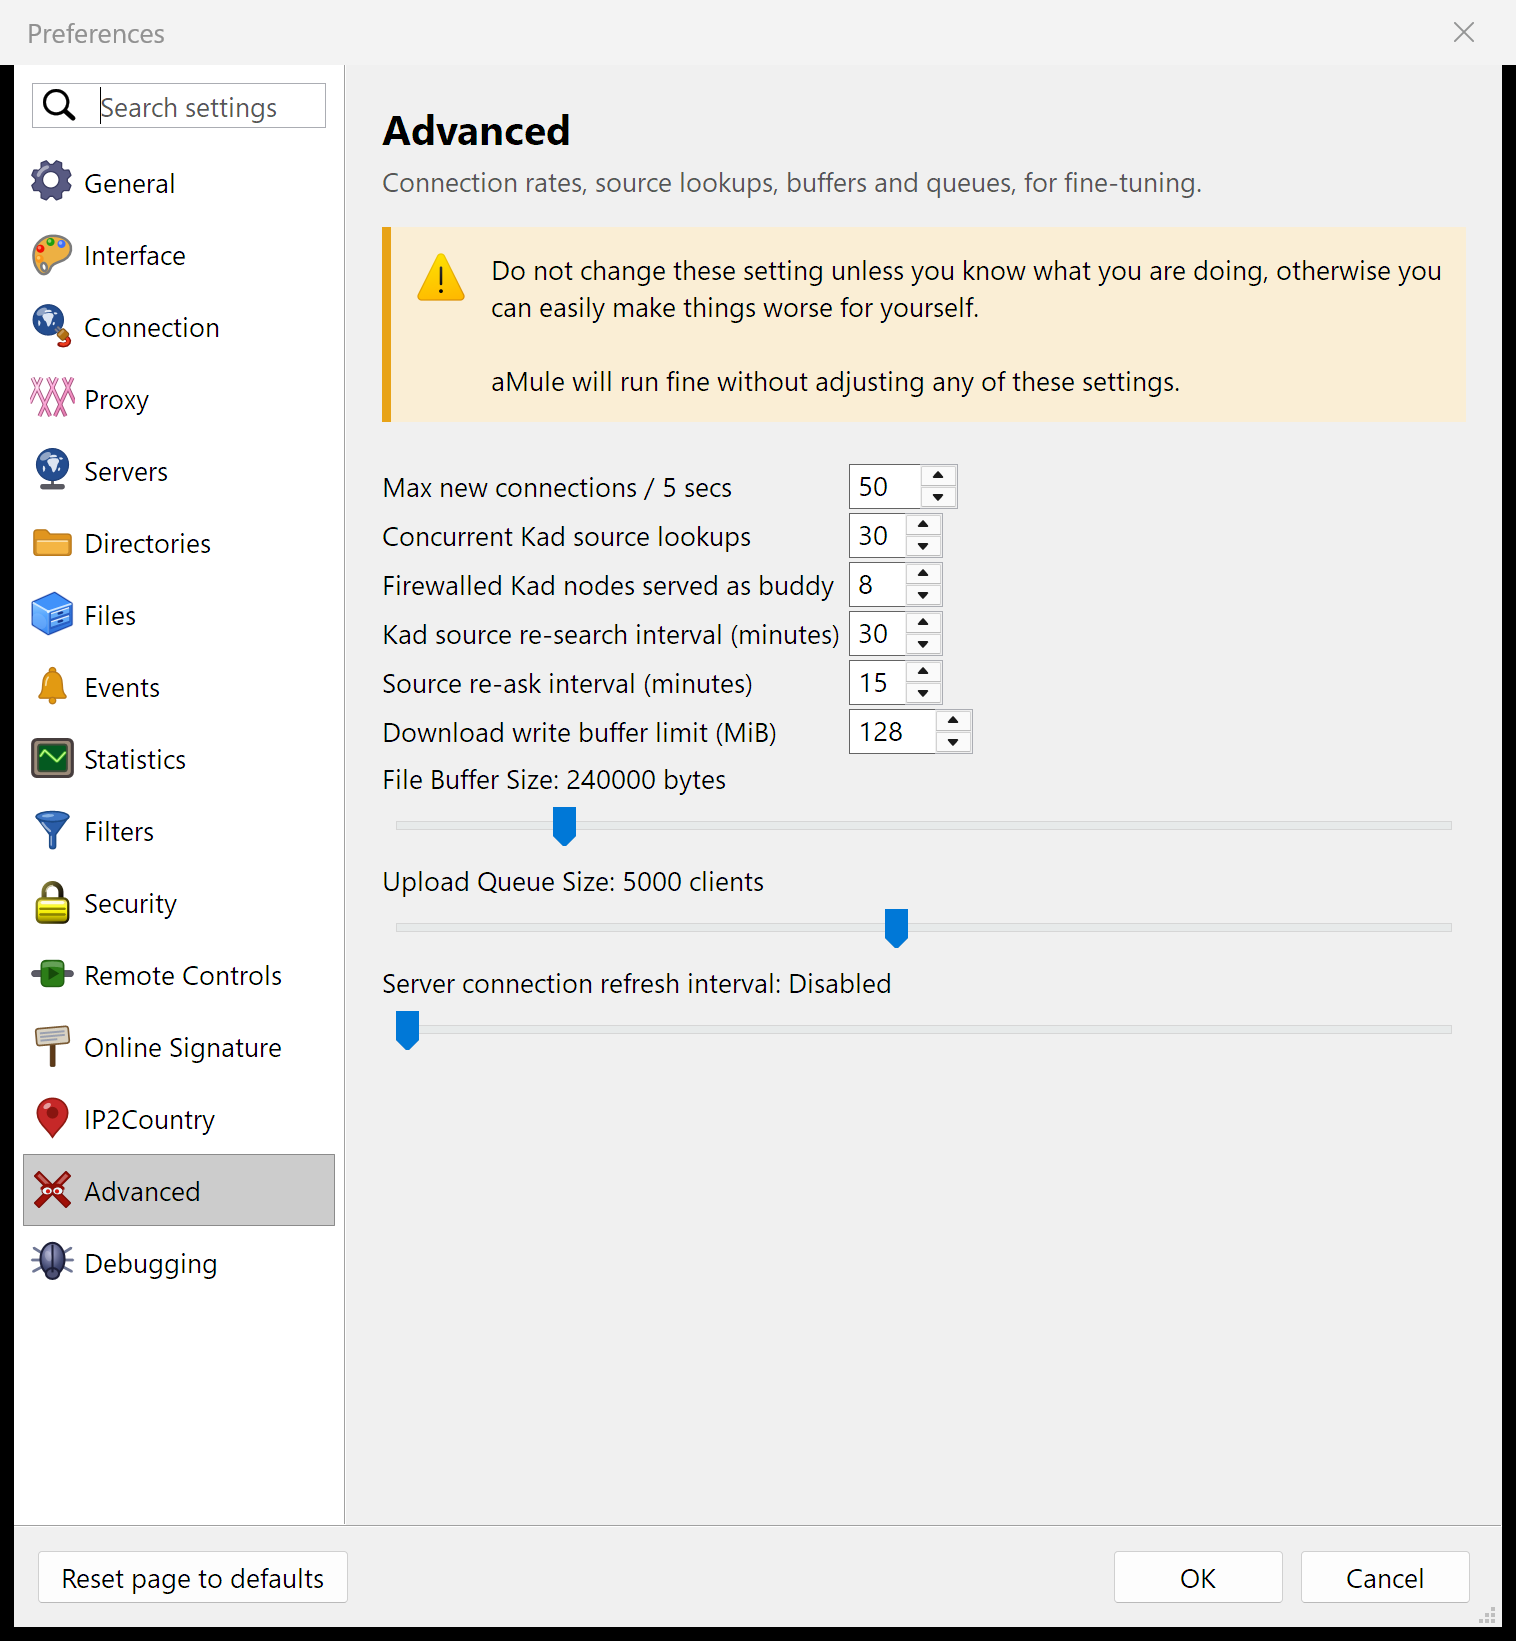 Preferences
Search settings
General
Interface
Connection
Proxy
Servers
Directories
Files
Events
Statistics
Filters
Security
Remote Controls
Online Signature
IP2Country
Advanced
Debugging
Advanced
Connection rates, source lookups, buffers and queues, for fine-tuning.
Do not change these setting unless you know what you are doing, otherwise you
can easily make things worse for yourself.
aMule will run fine without adjusting any of these settings.
Max new connections / 5 secs 50
Concurrent Kad source lookups 30
Firewalled Kad nodes served as buddy 8
Kad source re-search interval (minutes) 30
Source re-ask interval (minutes) 15
Download write buffer limit (MiB) 128
File Buffer Size: 240000 bytes
Upload Queue Size: 5000 clients
Server connection refresh interval: Disabled
Reset page to defaults
OK
Cancel